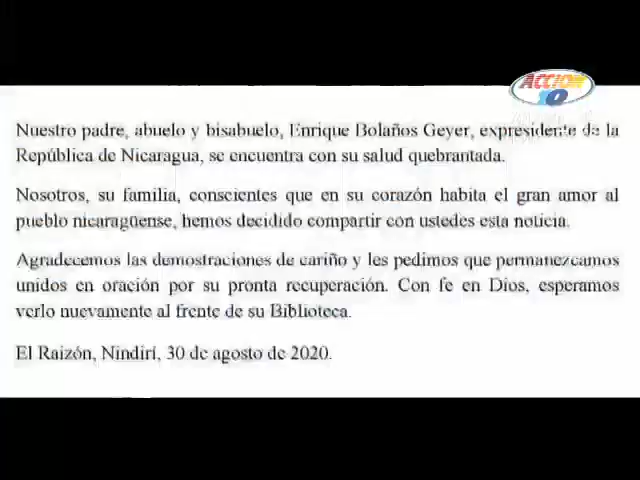 ACCION
10
Nuestro padre, abuelo y bisabuelo, Enrique Bolaños Geyer, expresidente de la
República de Nicaragua, se encuentra con su salud quebrantada.
Nosotros, su familia, conscientes que en su corazón habita el gran amor al
pueblo nicaragüense, hemos decidido compartir con ustedes esta noticia.
Agradecemos las demostraciones de cariño y les pedimos que permanezcamos
unidos en oración por su pronta recuperación. Con fe en Dios, esperamos
verlo nuevamente al frente de su Biblioteca.
El Raizón, Nindirí, 30 de agosto de 2020.